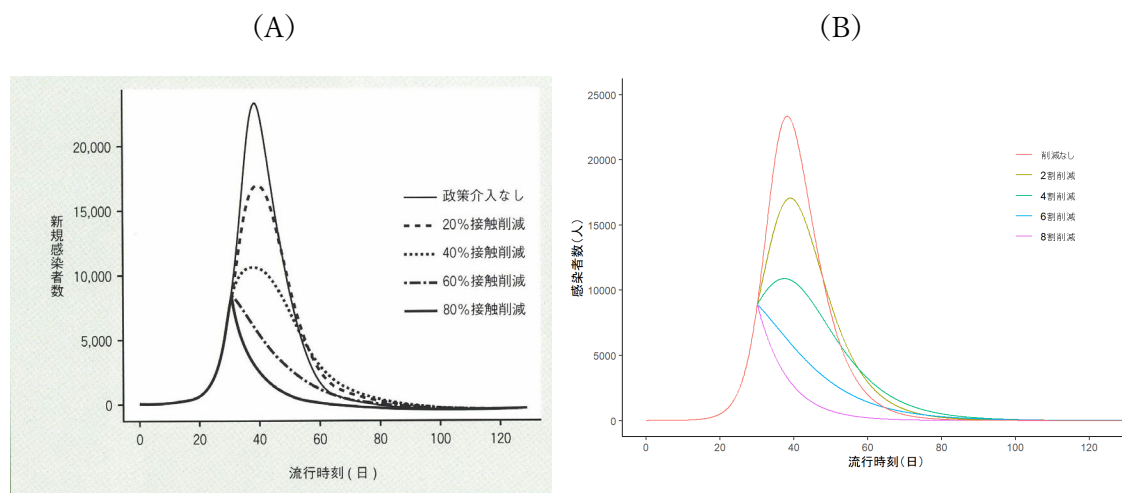 (A)
(B)
新規感染者数
20,000
15,000
10,000
5,000
0
政策介入なし
20%接触削減
40%接触削減
60%接触削減
80%接触削減
0
20
40
60
80
100
120
流行時刻(日)
感染者数(人)
25000
20000
15000
10000
5000
0
削減なし
2割削減
4割削減
6割削減
8割削減
0
20
40
60
80
100
120
流行時刻(日)